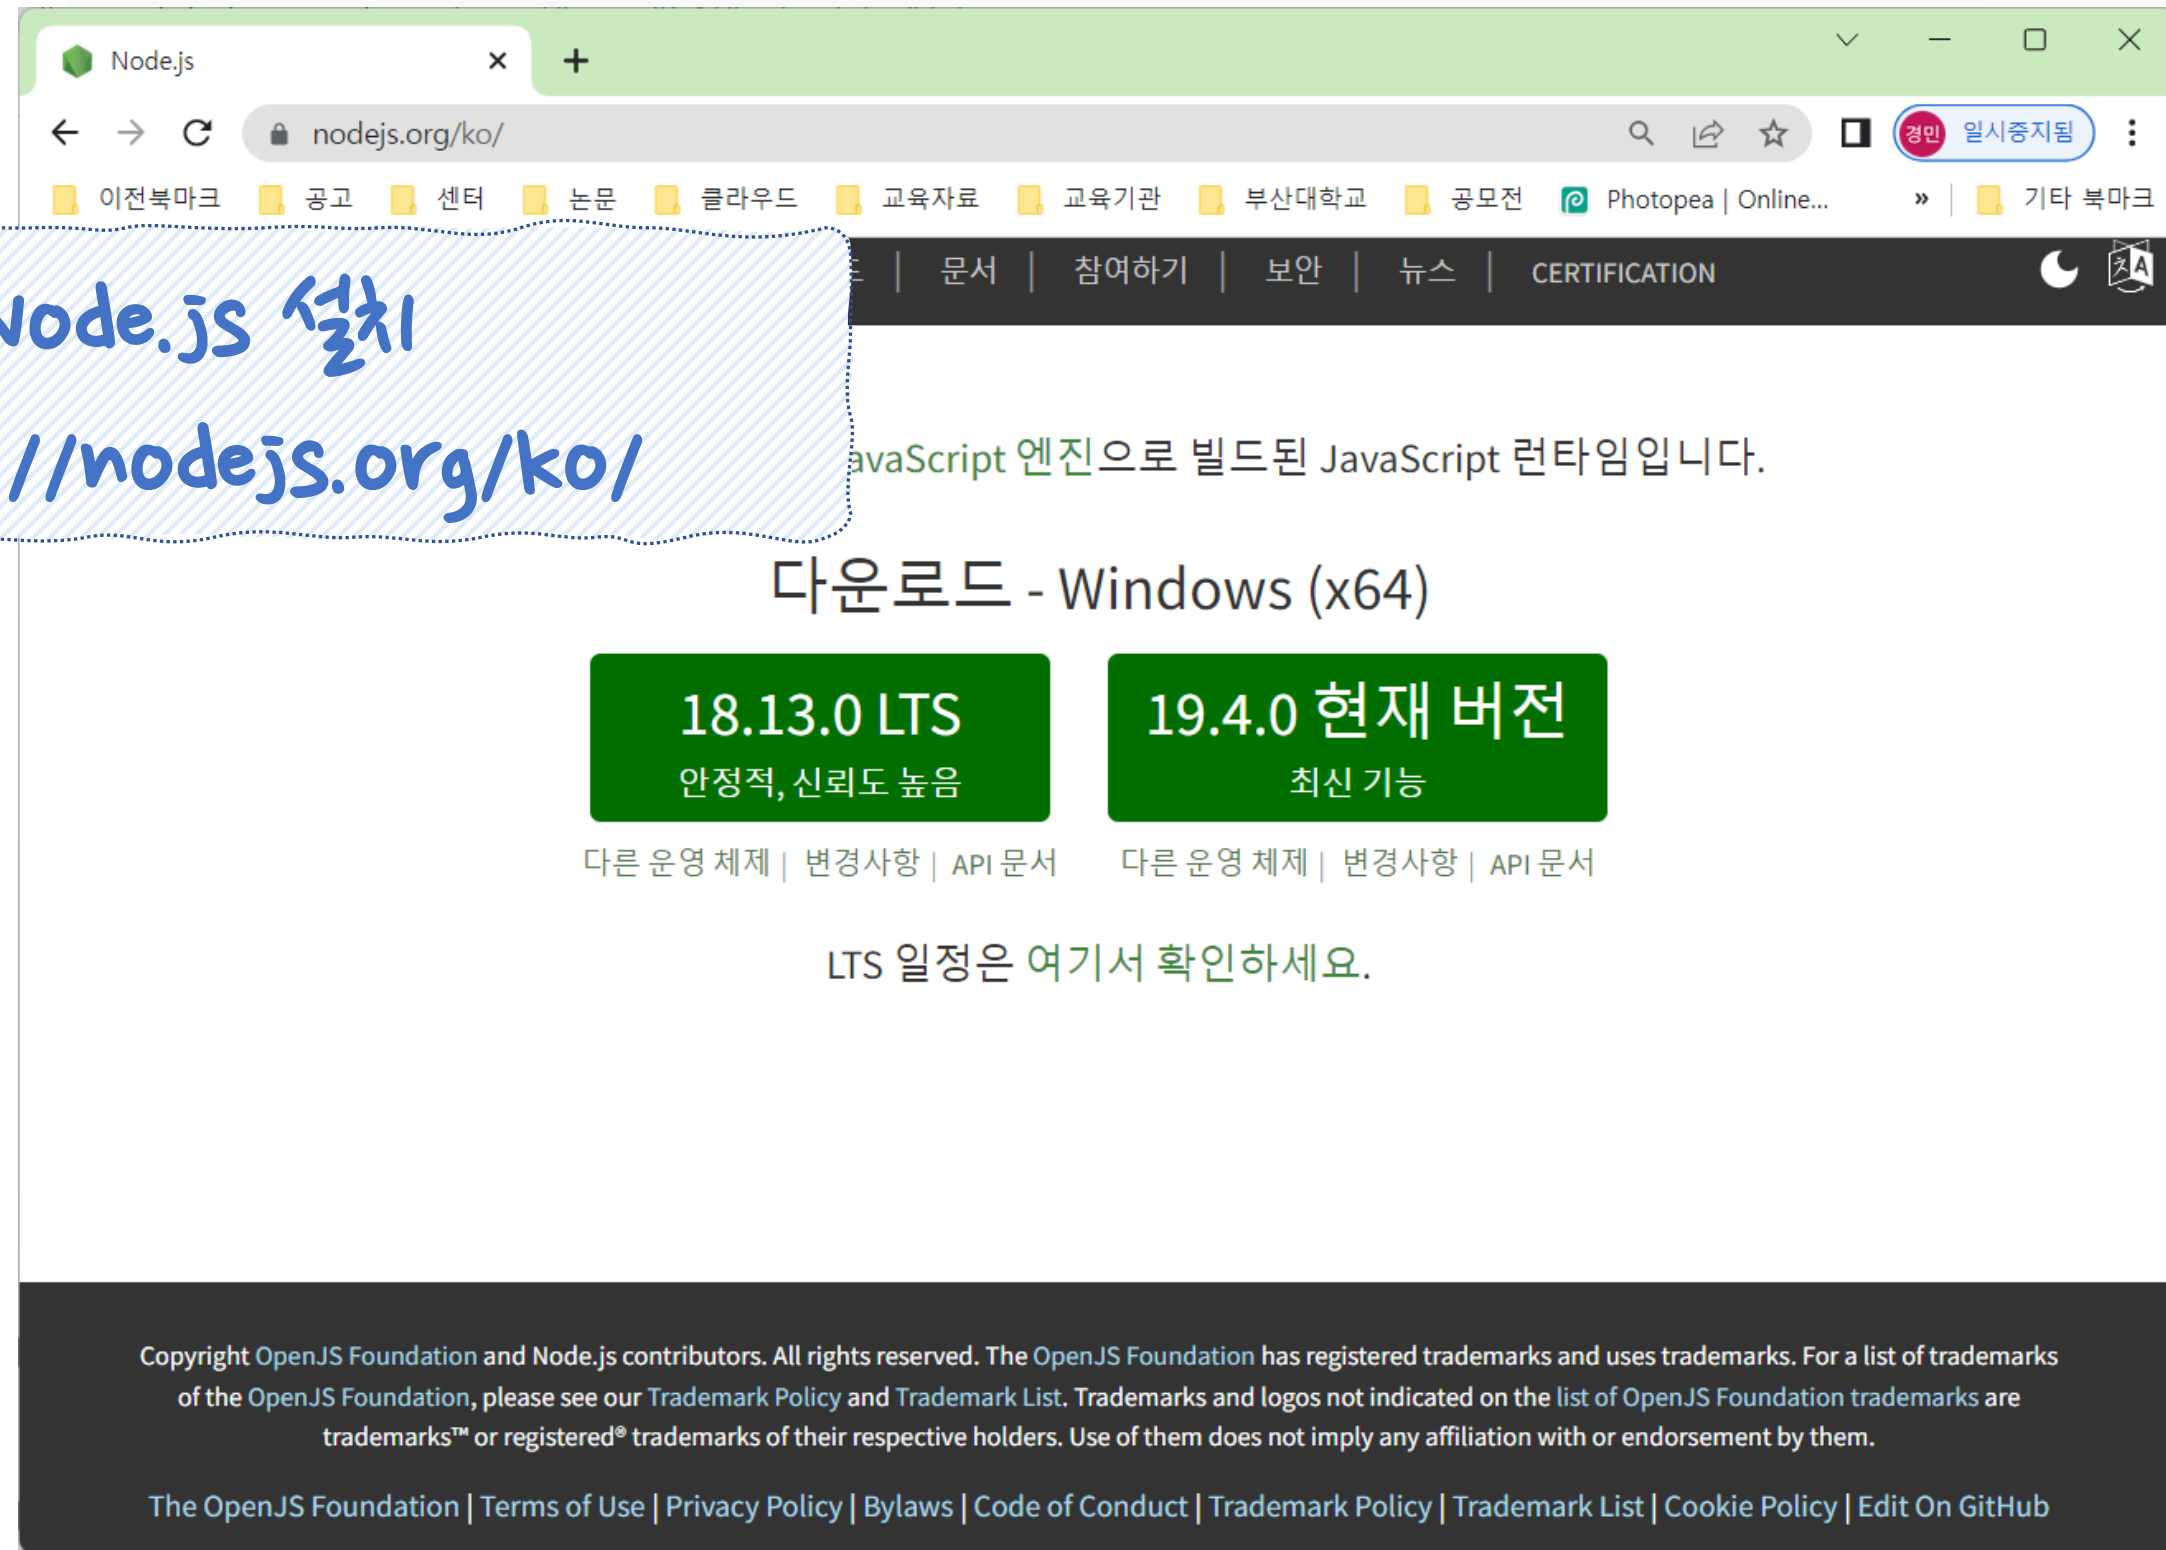 Node.js
nodejs.org/ko/
경민 일시중지됨
이전북마크 공고 센터 논문 클라우드 교육자료 교육기관 부산대학교 공모전 Photopea | Online... » 기타 북마크
| 문서 | 참여하기 | 보안 | 뉴스 | CERTIFICATION
Node.js 설치
//nodejs.org/ko/
avaScript 엔진으로 빌드된 JavaScript 런타임입니다.
다운로드 - Windows (x64)
18.13.0 LTS
안정적, 신뢰도 높음
19.4.0 현재 버전
최신 기능
다른 운영 체제 | 변경사항 | API 문서
다른 운영 체제 | 변경사항 | API 문서
LTS 일정은 여기서 확인하세요.
Copyright OpenJS Foundation and Node.js contributors. All rights reserved. The OpenJS Foundation has registered trademarks and uses trademarks. For a list of trademarks
of the OpenJS Foundation, please see our Trademark Policy and Trademark List. Trademarks and logos not indicated on the list of OpenJS Foundation trademarks are
trademarks™ or registered® trademarks of their respective holders. Use of them does not imply any affiliation with or endorsement by them.
The OpenJS Foundation | Terms of Use | Privacy Policy | Bylaws | Code of Conduct | Trademark Policy | Trademark List | Cookie Policy | Edit On GitHub